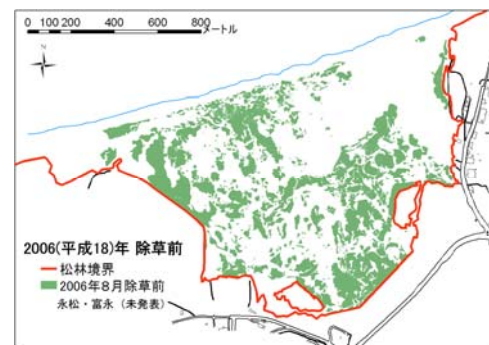 0 100 200 400 600 800
メートル
N
2006(平成18)年 除草前
松林境界
2006年8月除草前
永松・冨永（未発表）